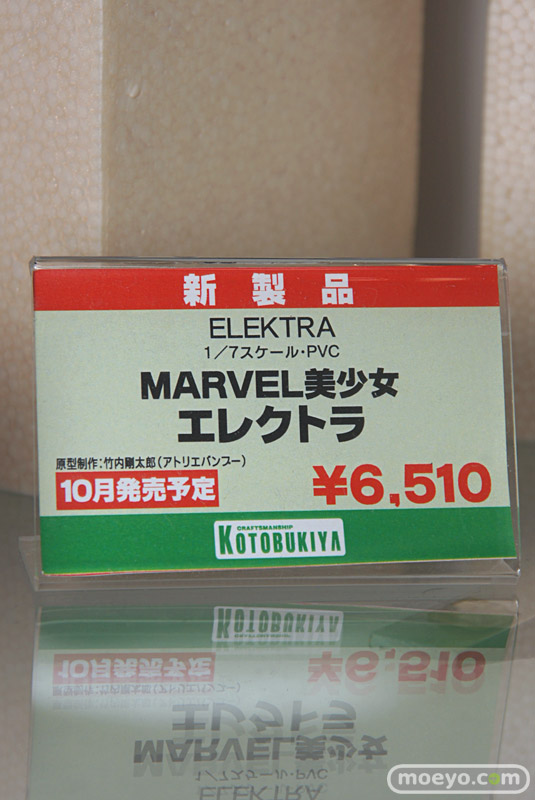 新製品
ELEKTRA
1/7スケール・PVC
MARVEL美少女
エレクトラ
原型制作:竹内剛太郎(アトリエバンブー)
10月発売予定
¥6,510
CRAFTSMANSHIP
KOTOBUKIYA
moeyo.com